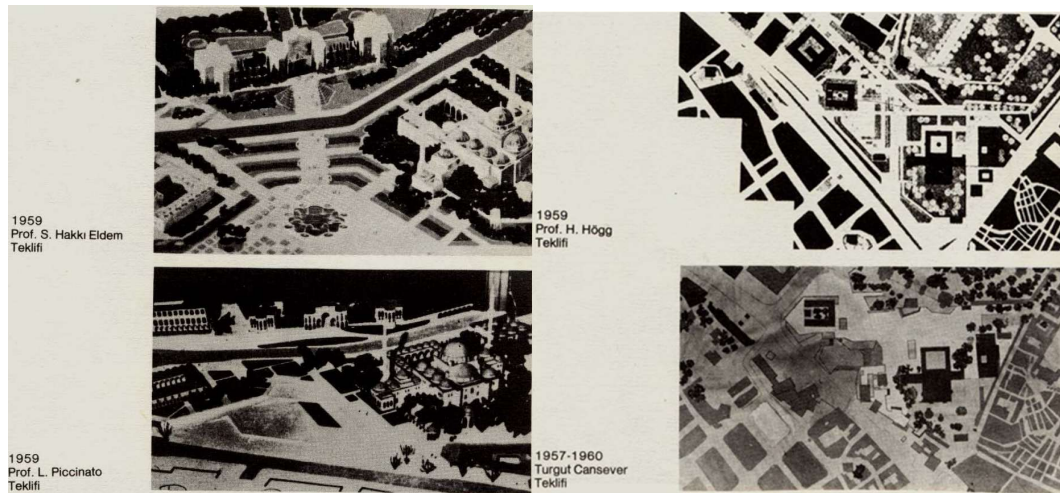 1959
Prof. S. Hakkı Eldem
Teklifi
1959
Prof. H. Högg
Teklifi
1959
Prof. L. Piccinato
Teklifi
1957-1960
Turgut Cansever
Teklifi